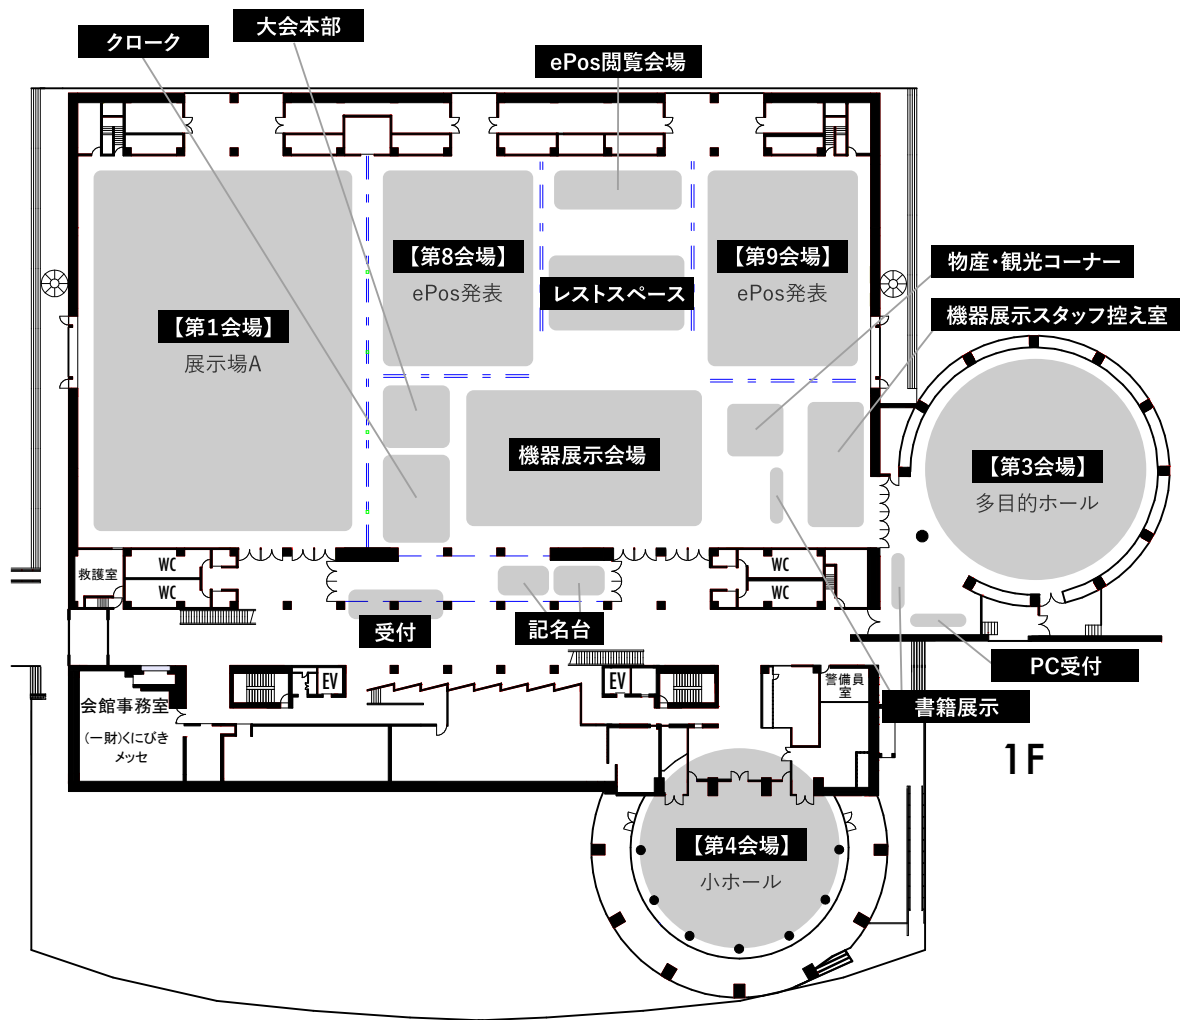 大会本部
クローク
ePos閲覧会場
【第8会場】
ePos発表
【第9会場】
ePos発表
物産・観光コーナー
レストスペース
機器展示スタッフ控え室
【第1会場】
展示場A
機器展示会場
【第3会場】
多目的ホール
救護室
WC
WC
WC
WC
受付
記名台
PC受付
EV
EV
警備員
室
会館事務室
書籍展示
(一財)くにびき
メッセ
1F
【第4会場】
小ホール